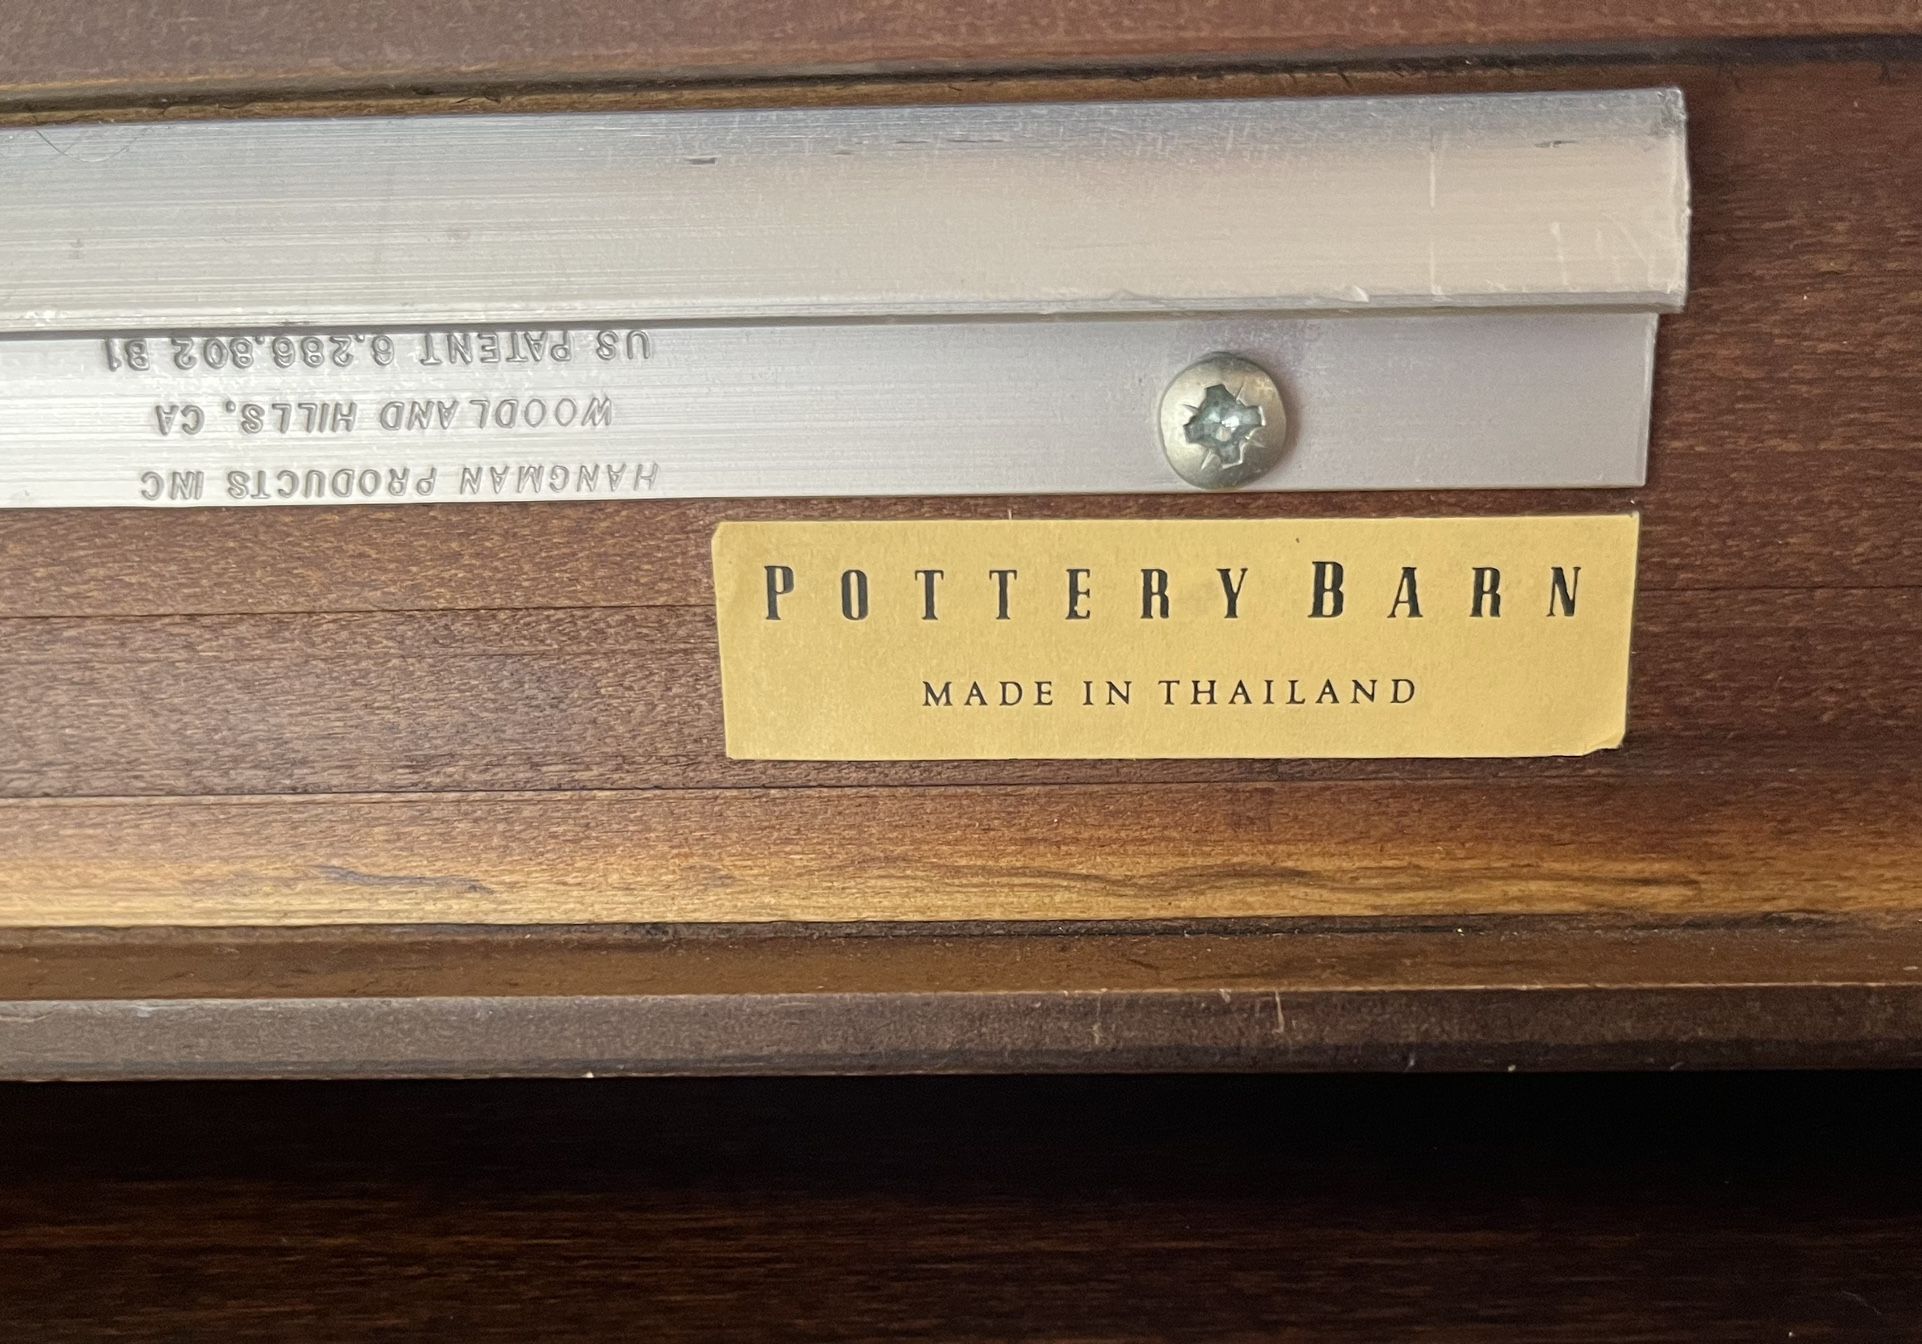 HANGMAN PRODUCTS INC
WOODLAND HILLS, CA
US PATENT 6,286,802 B1
POTTERY BARN
MADE IN THAILAND